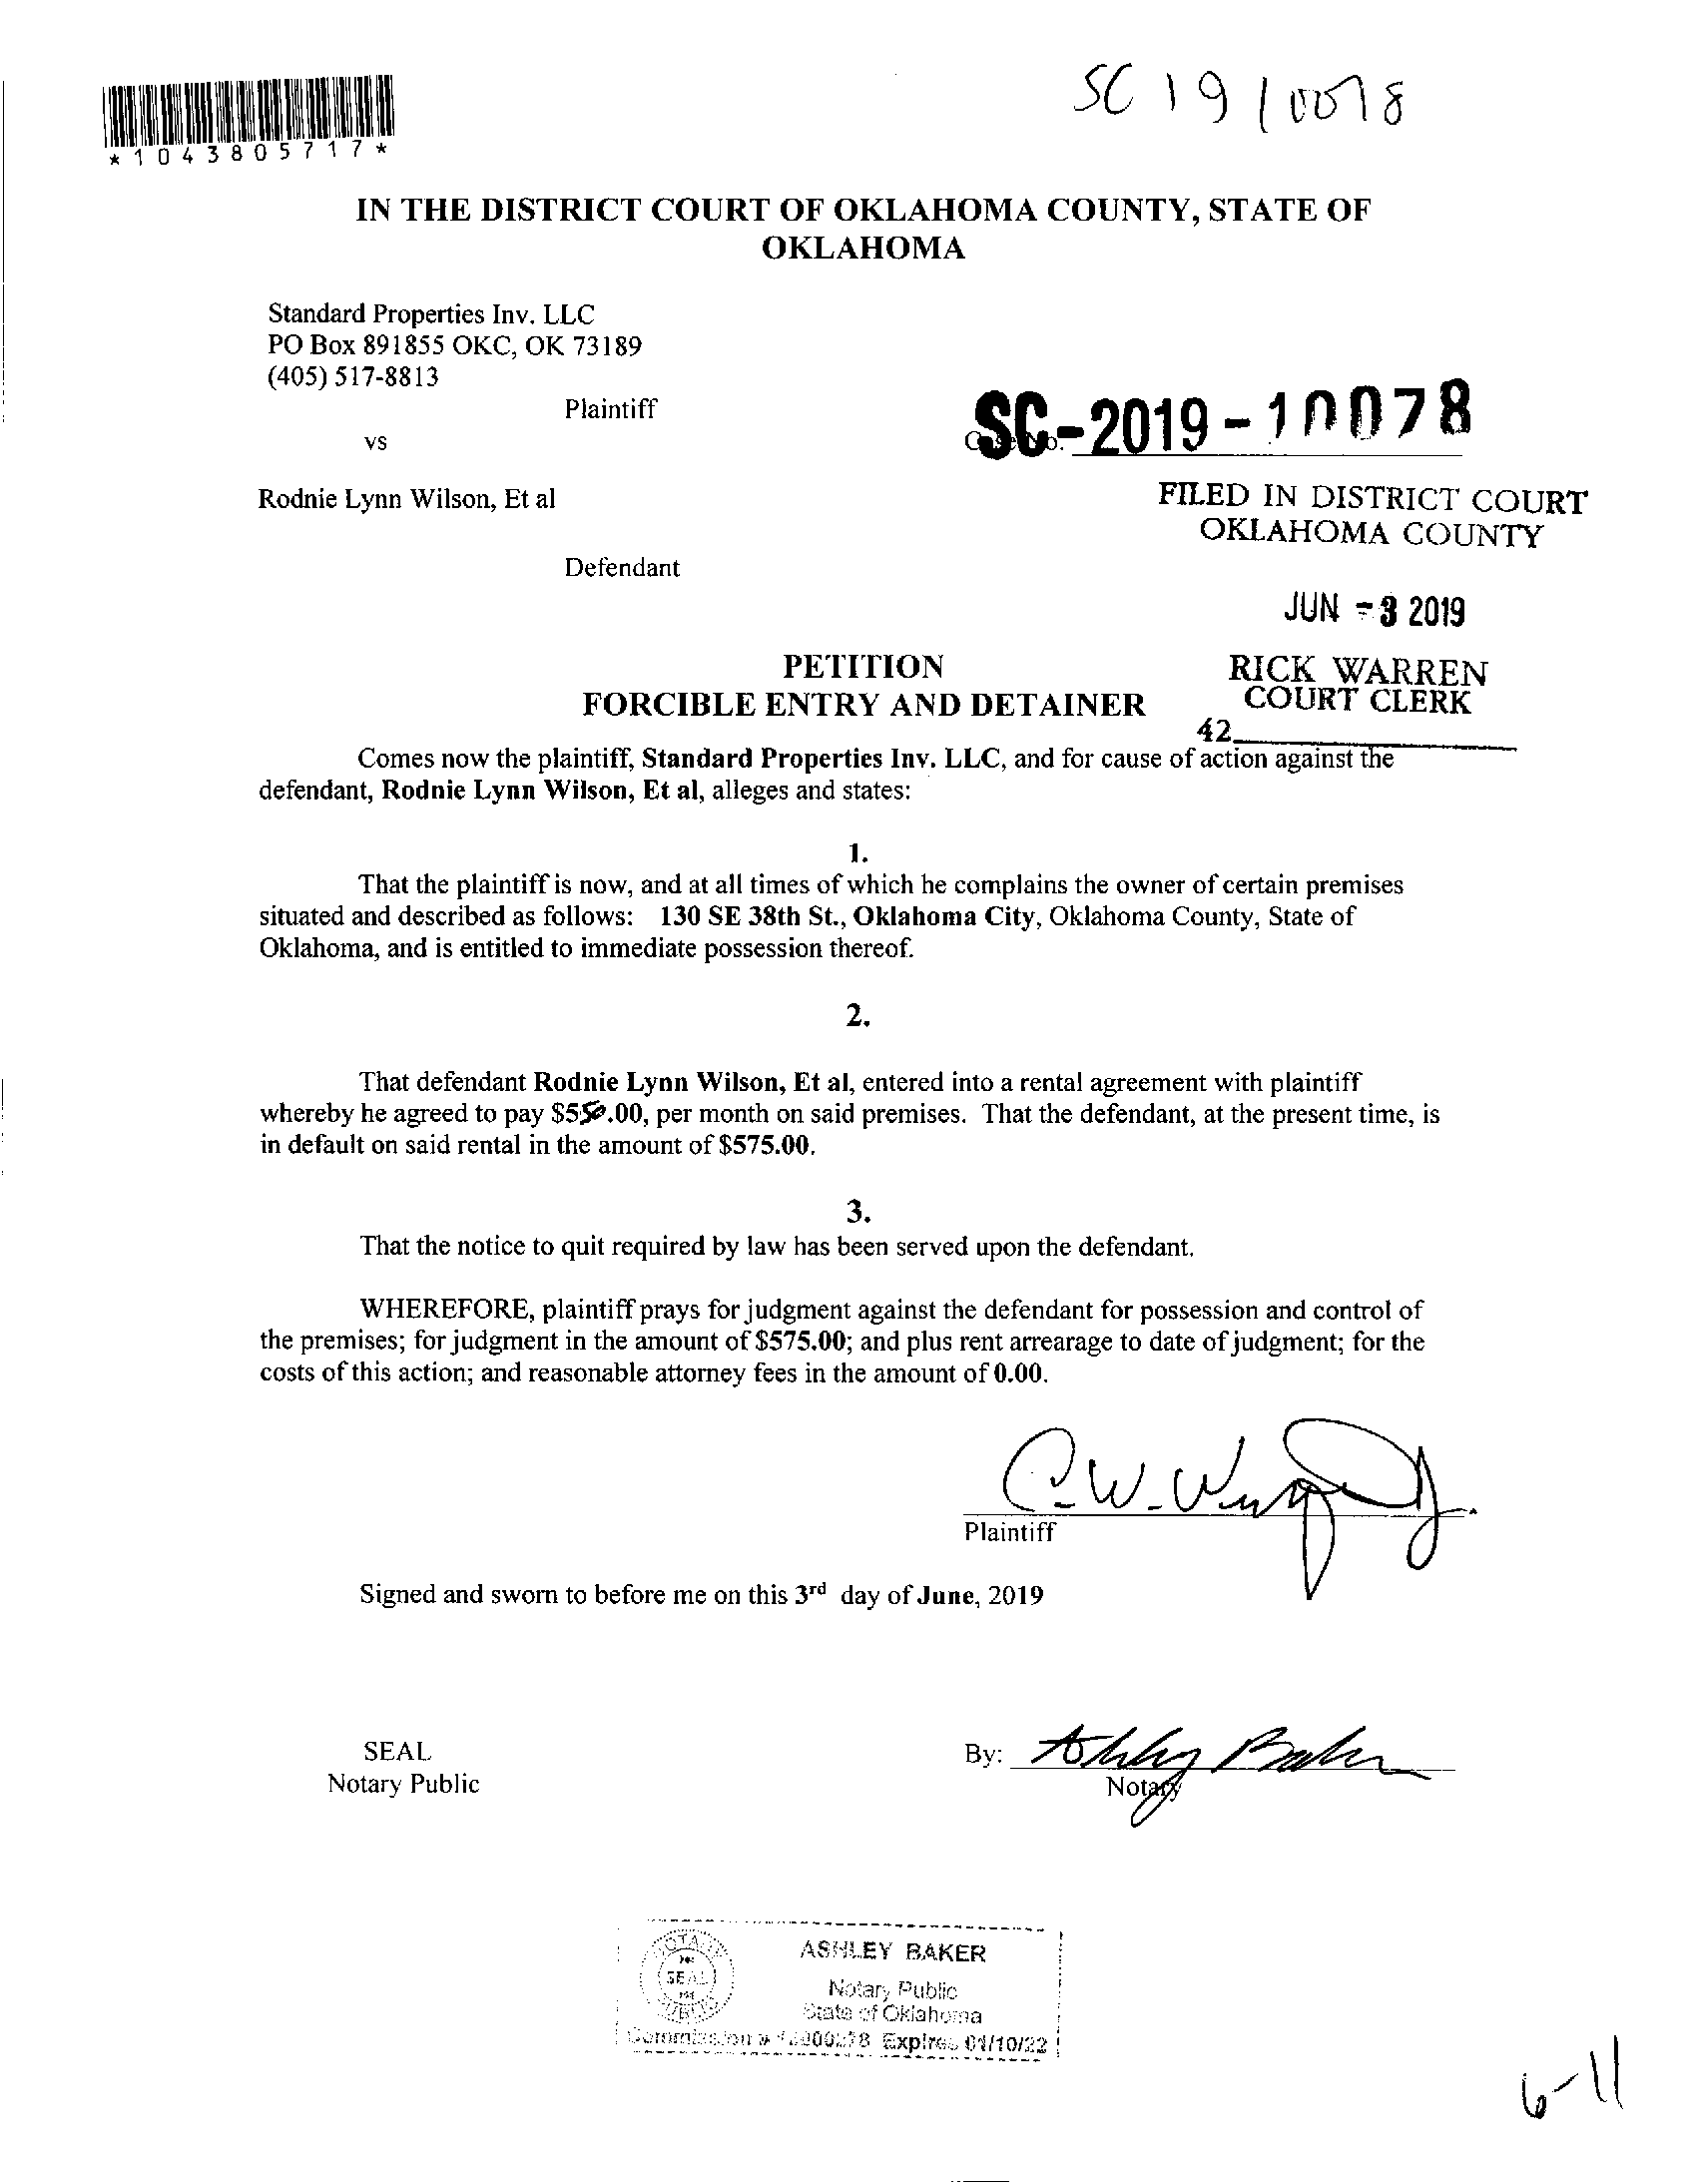 SC 19 10078
*1043805717*
IN THE DISTRICT COURT OF OKLAHOMA COUNTY, STATE OF
OKLAHOMA
Standard Properties Inv. LLC
PO Box 891855 OKC, OK 73189
(405) 517-8813
Plaintiff
vs
Case No. SC-2019-10078
Rodnie Lynn Wilson, Et al
Defendant
FILED IN DISTRICT COURT
OKLAHOMA COUNTY
JUN -3 2019
RICK WARREN
COURT CLERK
42
PETITION
FORCIBLE ENTRY AND DETAINER
Comes now the plaintiff, Standard Properties Inv. LLC, and for cause of action against the
defendant, Rodnie Lynn Wilson, Et al, alleges and states:
1.
That the plaintiff is now, and at all times of which he complains the owner of certain premises
situated and described as follows: 130 SE 38th St., Oklahoma City, Oklahoma County, State of
Oklahoma, and is entitled to immediate possession thereof.
2.
That defendant Rodnie Lynn Wilson, Et al, entered into a rental agreement with plaintiff
whereby he agreed to pay $550.00, per month on said premises. That the defendant, at the present time, is
in default on said rental in the amount of $575.00.
3.
That the notice to quit required by law has been served upon the defendant.
WHEREFORE, plaintiff prays for judgment against the defendant for possession and control of
the premises; for judgment in the amount of $575.00; and plus rent arrearage to date of judgment; for the
costs of this action; and reasonable attorney fees in the amount of 0.00.
C.W.
Plaintiff
Signed and sworn to before me on this 3rd day of June, 2019
SEAL
Notary Public
By: Ashley Baker
Notary
NOTARY
SEAL
PUBLIC
ASHLEY BAKER
Notary Public
State of Oklahoma
Commission # Expires 01/10/22
6-11